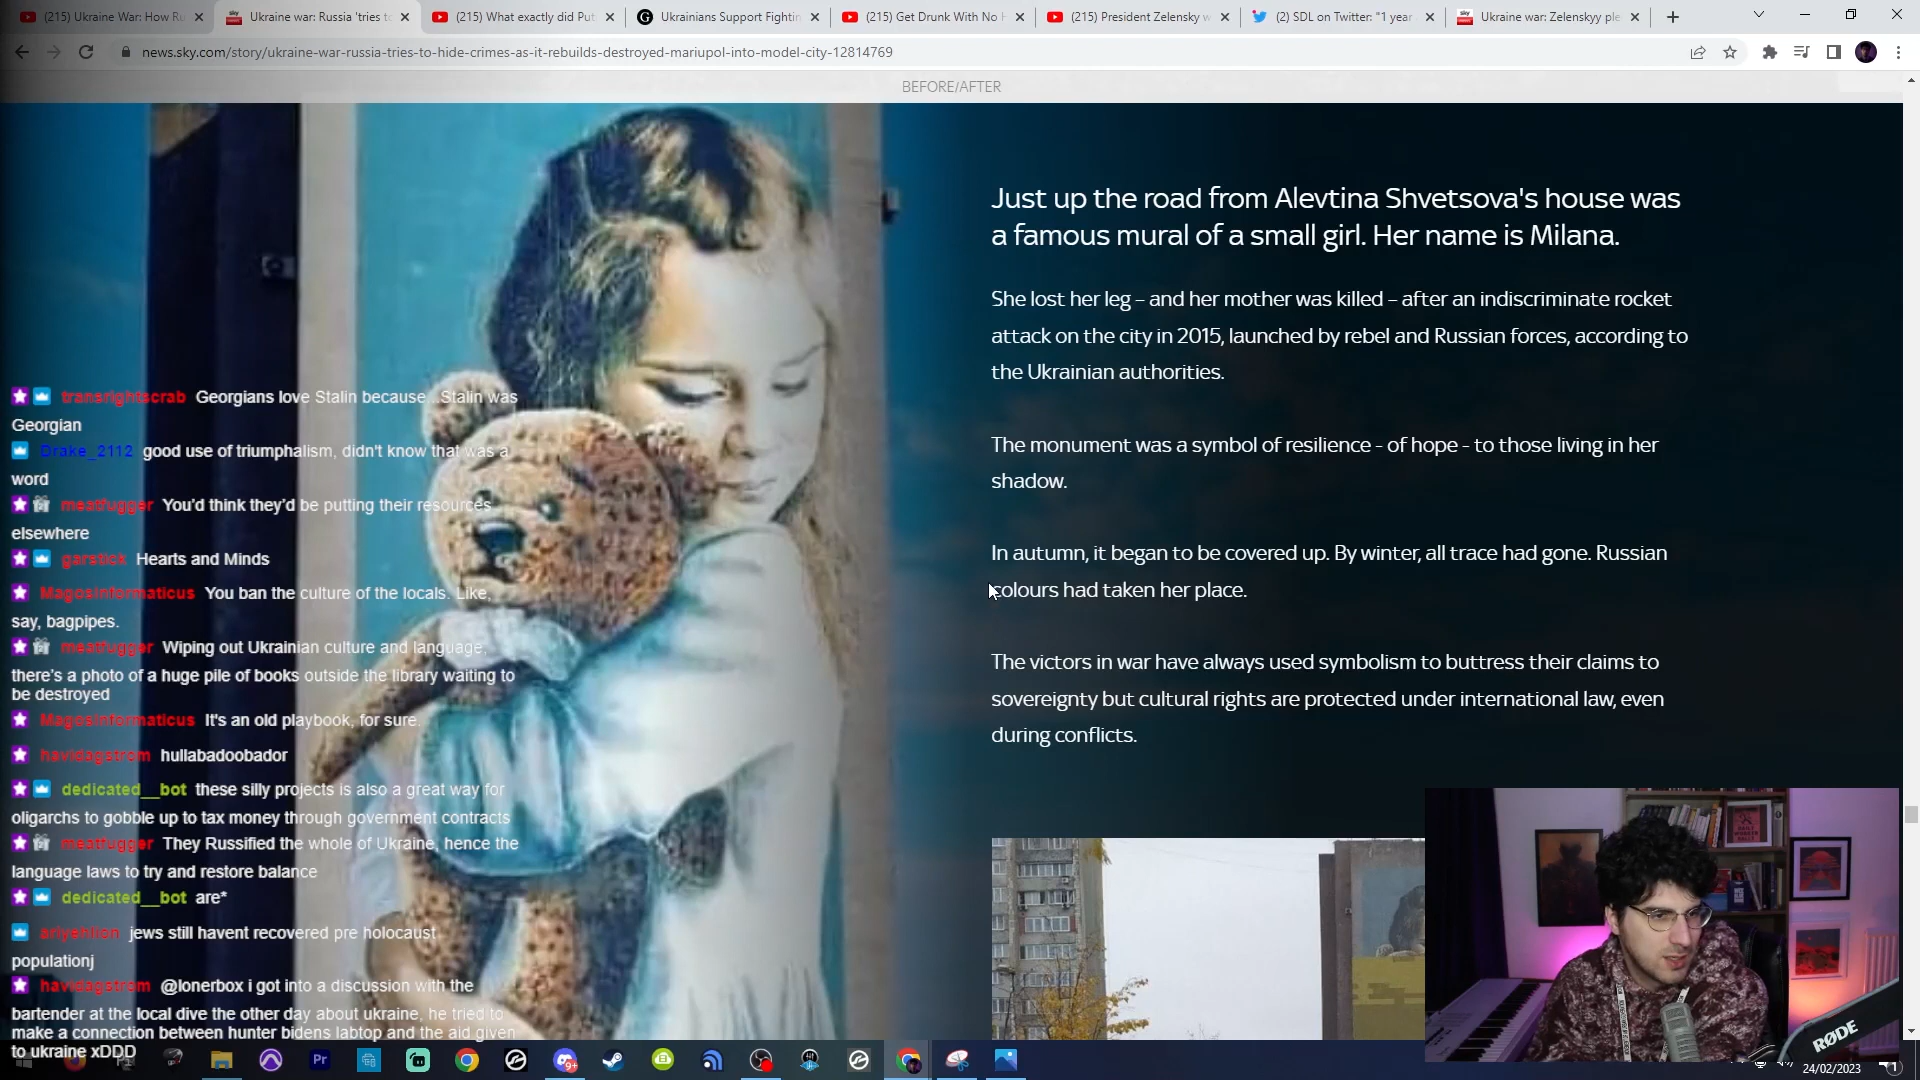 (215) Ukraine War: How Ru
Ukraine war: Russia 'tries to
(215) What exactly did Put
Ukrainians Support Fightin
(215) Get Drunk With No H
(215) President Zelensky w
(2) SDL on Twitter: "1 year
Ukraine war: Zelenskyy ple
news.sky.com/story/ukraine-war-russia-tries-to-hide-crimes-as-it-rebuilds-destroyed-mariupol-into-model-city-12814769
BEFORE/AFTER
Just up the road from Alevtina Shvetsova's house was
a famous mural of a small girl. Her name is Milana.
She lost her leg – and her mother was killed – after an indiscriminate rocket
attack on the city in 2015, launched by rebel and Russian forces, according to
the Ukrainian authorities.
The monument was a symbol of resilience - of hope - to those living in her
shadow.
In autumn, it began to be covered up. By winter, all trace had gone. Russian
colours had taken her place.
The victors in war have always used symbolism to buttress their claims to
sovereignty but cultural rights are protected under international law, even
during conflicts.
transrightscrab Georgians love Stalin because...Stalin was
Georgian
Drake_2112 good use of triumphalism, didn't know that was a
word
meatfugger You'd think they'd be putting their resources
elsewhere
garstick Hearts and Minds
MagosInformaticus You ban the culture of the locals. Like,
say, bagpipes.
meatfugger Wiping out Ukrainian culture and language,
there's a photo of a huge pile of books outside the library waiting to
be destroyed
MagosInformaticus It's an old playbook, for sure.
havidagstrom hullabadoobador
dedicated__bot these silly projects is also a great way for
oligarchs to gobble up to tax money through government contracts
meatfugger They Russified the whole of Ukraine, hence the
language laws to try and restore balance
dedicated__bot are*
jews still havent recovered pre holocaust
populationj
havidagstrom @lonerbox i got into a discussion with the
bartender at the local dive the other day about ukraine, he tried to
make a connection between hunter bidens labtop and the aid given
to ukraine xDDD
RØDE
Pr
9+
24/02/2023
1